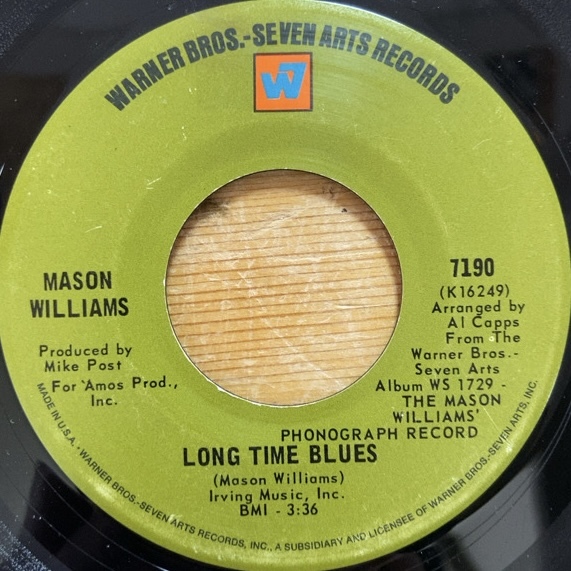 WARNER BROS.-SEVEN ARTS RECORDS
W7
MASON
WILLIAMS
Produced by
Mike Post
For Amos Prod.,
Inc.
7190
(K16249)
Arranged by
Al Capps
From The
Warner Bros.-
Seven Arts
Album WS 1729 -
THE MASON
WILLIAMS'
PHONOGRAPH RECORD
LONG TIME BLUES
(Mason Williams)
Irving Music, Inc.
BMI - 3:36
MADE IN U.S.A. · WARNER BROS.-SEVEN ARTS RECORDS, INC., A SUBSIDIARY AND LICENSEE OF WARNER BROS.-SEVEN ARTS, INC.